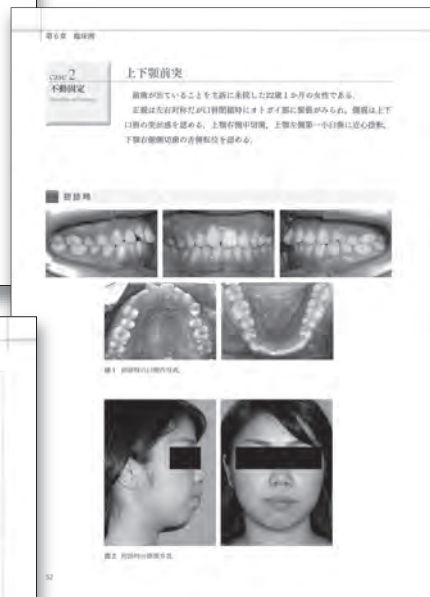 第6章 臨床例
case 2
不動固定
上下顎前突
前歯が出ていることを主訴に来院した22歳1か月の女性である.
正貌は左右対称だが口唇閉鎖時にオトガイ部に緊張がみられ, 側貌は上下
口唇の突出感を認める. 上顎右側中切歯, 上顎左側第一小臼歯に近心捻転,
下顎右側側切歯の舌側転位を認める.
初診時
図1 初診時の口腔内写真.
図2 初診時の顔面写真.
52